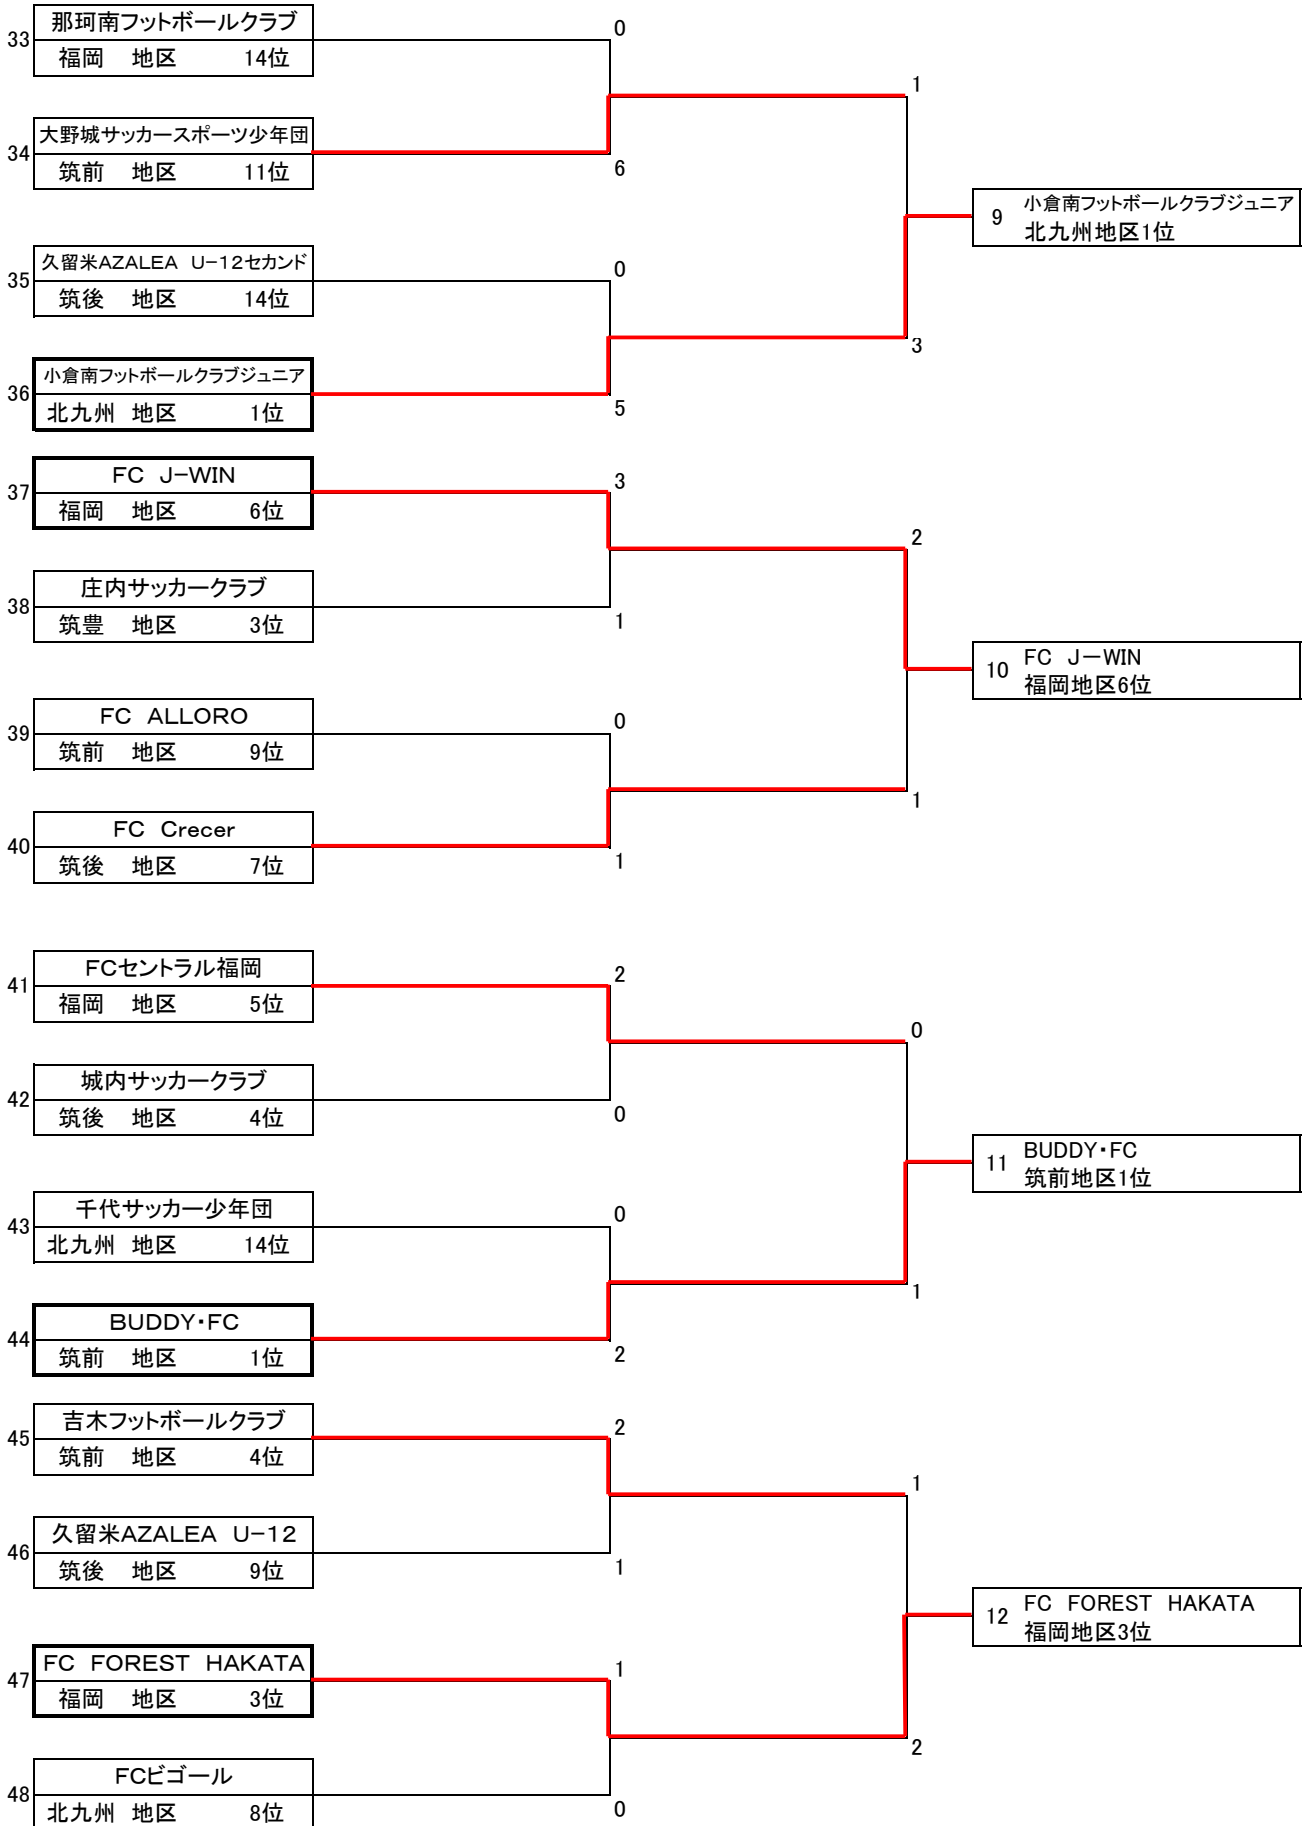 那珂南フットボールクラブ
0
33
福岡 地区 14位
1
大野城サッカースポーツ少年団
34
6
筑前 地区 11位
9 小倉南フットボールクラブジュニア
北九州地区1位
久留米AZALEA U-12セカンド
0
35
筑後 地区 14位
3
小倉南フットボールクラブジュニア
36
5
北九州 地区 1位
FC J-WIN
3
37
福岡 地区 6位
2
庄内サッカークラブ
38
1
筑豊 地区 3位
10 FC J-WIN
福岡地区6位
FC ALLORO
0
39
筑前 地区 9位
1
FC Crecer
40
1
筑後 地区 7位
FCセントラル福岡
2
41
福岡 地区 5位
0
城内サッカークラブ
42
0
筑後 地区 4位
11 BUDDY・FC
筑前地区1位
千代サッカー少年団
0
43
北九州 地区 14位
1
BUDDY・FC
44
2
筑前 地区 1位
吉木フットボールクラブ
2
45
筑前 地区 4位
1
久留米AZALEA U-12
46
1
筑後 地区 9位
12 FC FOREST HAKATA
福岡地区3位
FC FOREST HAKATA
1
47
福岡 地区 3位
2
FCビゴール
48
0
北九州 地区 8位